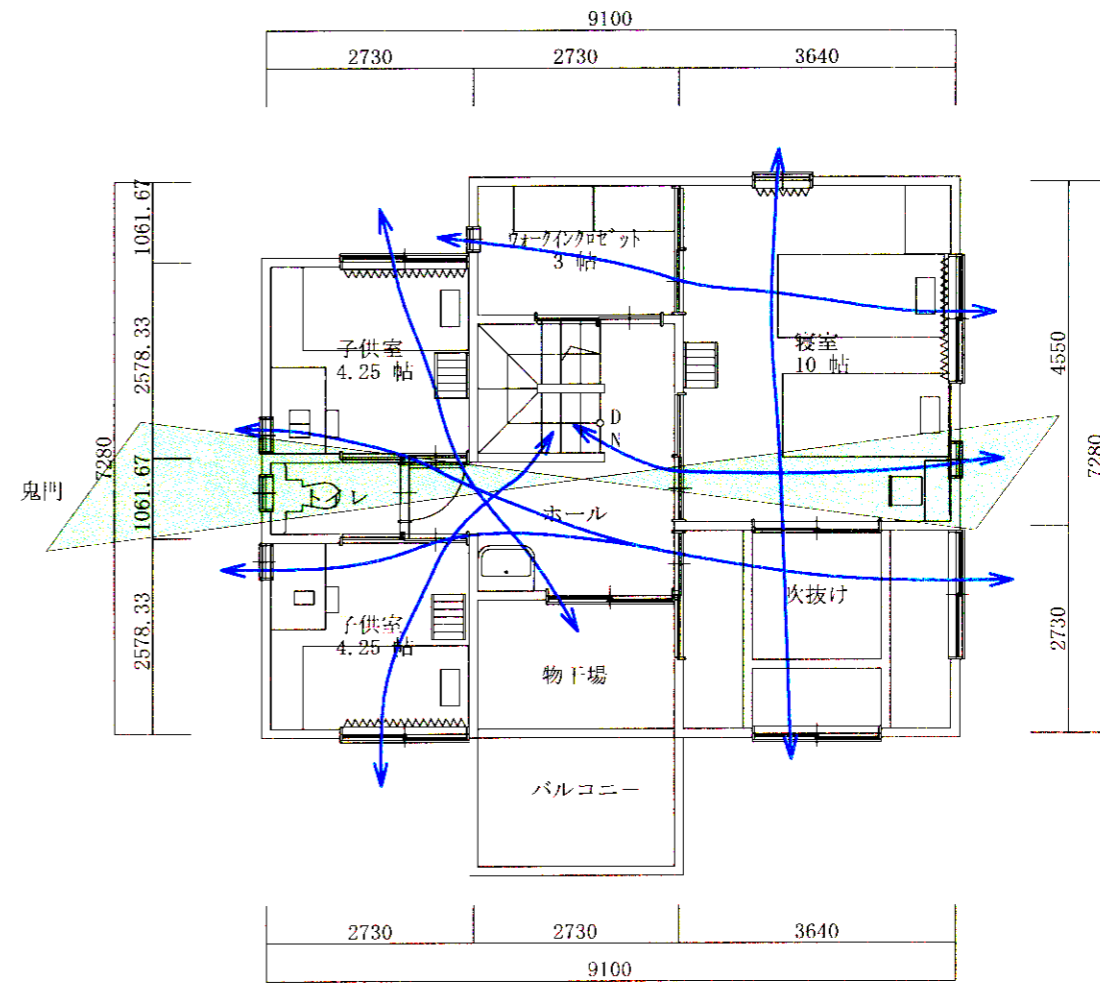 9100
2730 2730 3640
1061.67
2578.33
1061.67
2578.33
7280
4550
2730
7280
ウォークインクロゼット
3 帖
子供室
4.25 帖
寝室
10 帖
D
N
鬼門
トイレ
ホール
吹抜け
子供室
4.25 帖
物干場
バルコニー
2730 2730 3640
9100